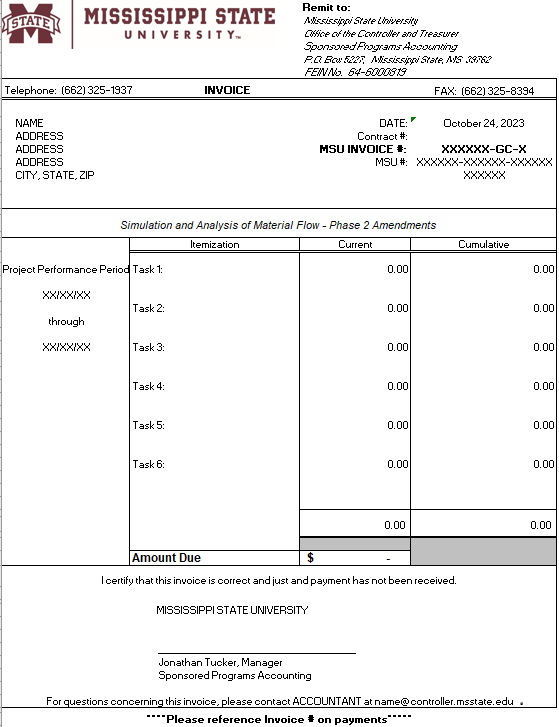 STATE
MISSISSIPPI STATE
UNIVERSITY™
Remit to:
Mississippi State University
Office of the Controller and Treasurer
Sponsored Programs Accounting
P.O. Box 5227, Mississippi State, MS 39762
FEIN No. 64-6000819
Telephone: (662) 325-1937 INVOICE FAX: (662) 325-8394
NAME DATE: October 24, 2023
ADDRESS Contract #:
ADDRESS MSU INVOICE #: XXXXXX-GC-X
ADDRESS MSU #: XXXXXX-XXXXXX-XXXXXX
CITY, STATE, ZIP XXXXXX
Simulation and Analysis of Material Flow - Phase 2 Amendments
Itemization Current Cumulative
Project Performance Period Task 1: 0.00 0.00
XX/XX/XX
Task 2: 0.00 0.00
through
XX/XX/XX Task 3: 0.00 0.00
Task 4: 0.00 0.00
Task 5: 0.00 0.00
Task 6: 0.00 0.00
0.00 0.00
Amount Due $ -
I certify that this invoice is correct and just and payment has not been received.
MISSISSIPPI STATE UNIVERSITY
Jonathan Tucker, Manager
Sponsored Programs Accounting
For questions concerning this invoice, please contact ACCOUNTANT at name@controller.msstate.edu .
****Please reference Invoice # on payments*****